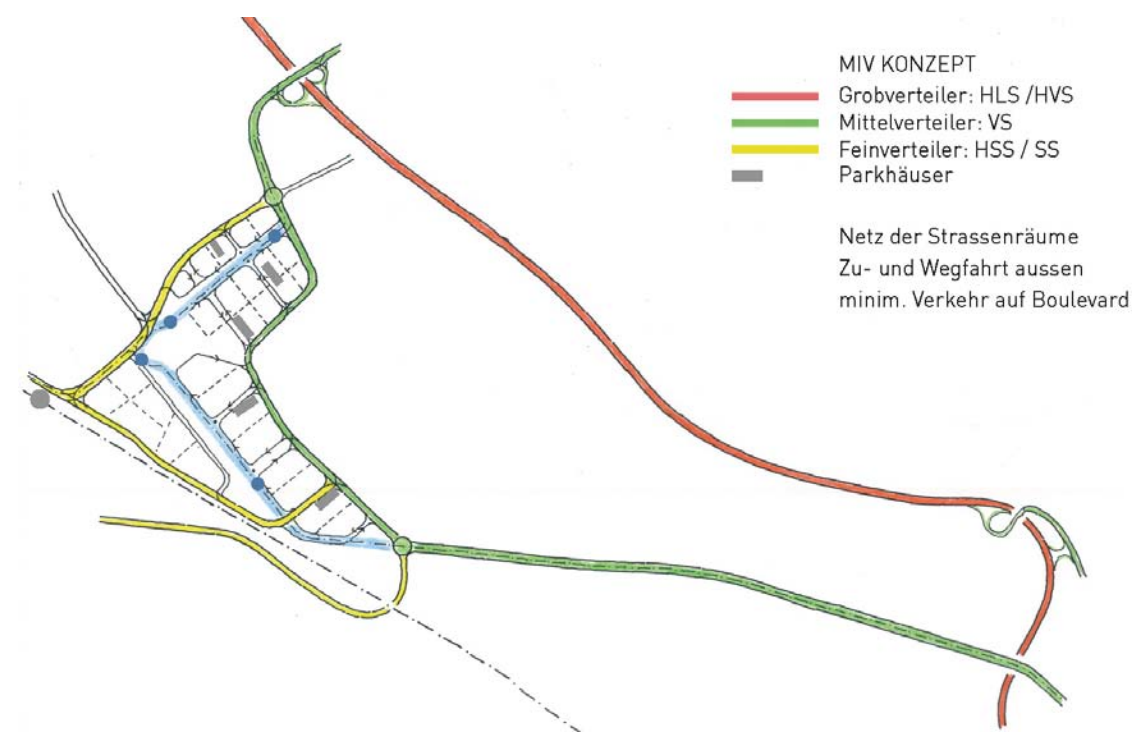 MIV KONZEPT
Grobverteiler: HLS /HVS
Mittelverteiler: VS
Feinverteiler: HSS / SS
Parkhäuser
Netz der Strassenräume
Zu- und Wegfahrt aussen
minim. Verkehr auf Boulevard